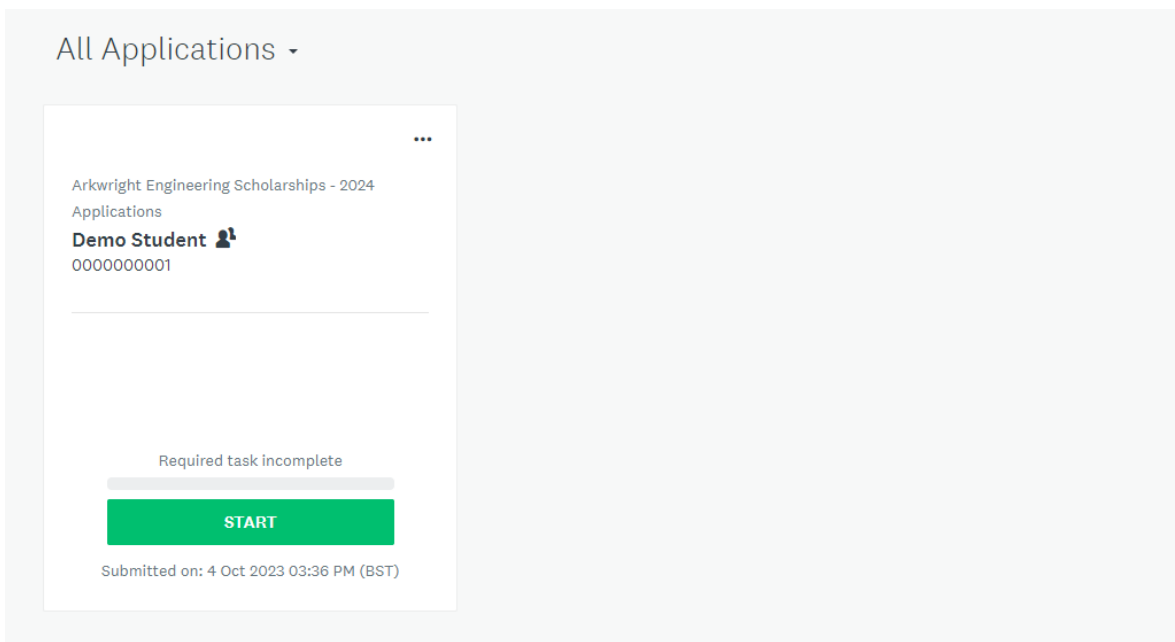 All Applications
Arkwright Engineering Scholarships - 2024
Applications
Demo Student
0000000001
Required task incomplete
START
Submitted on: 4 Oct 2023 03:36 PM (BST)